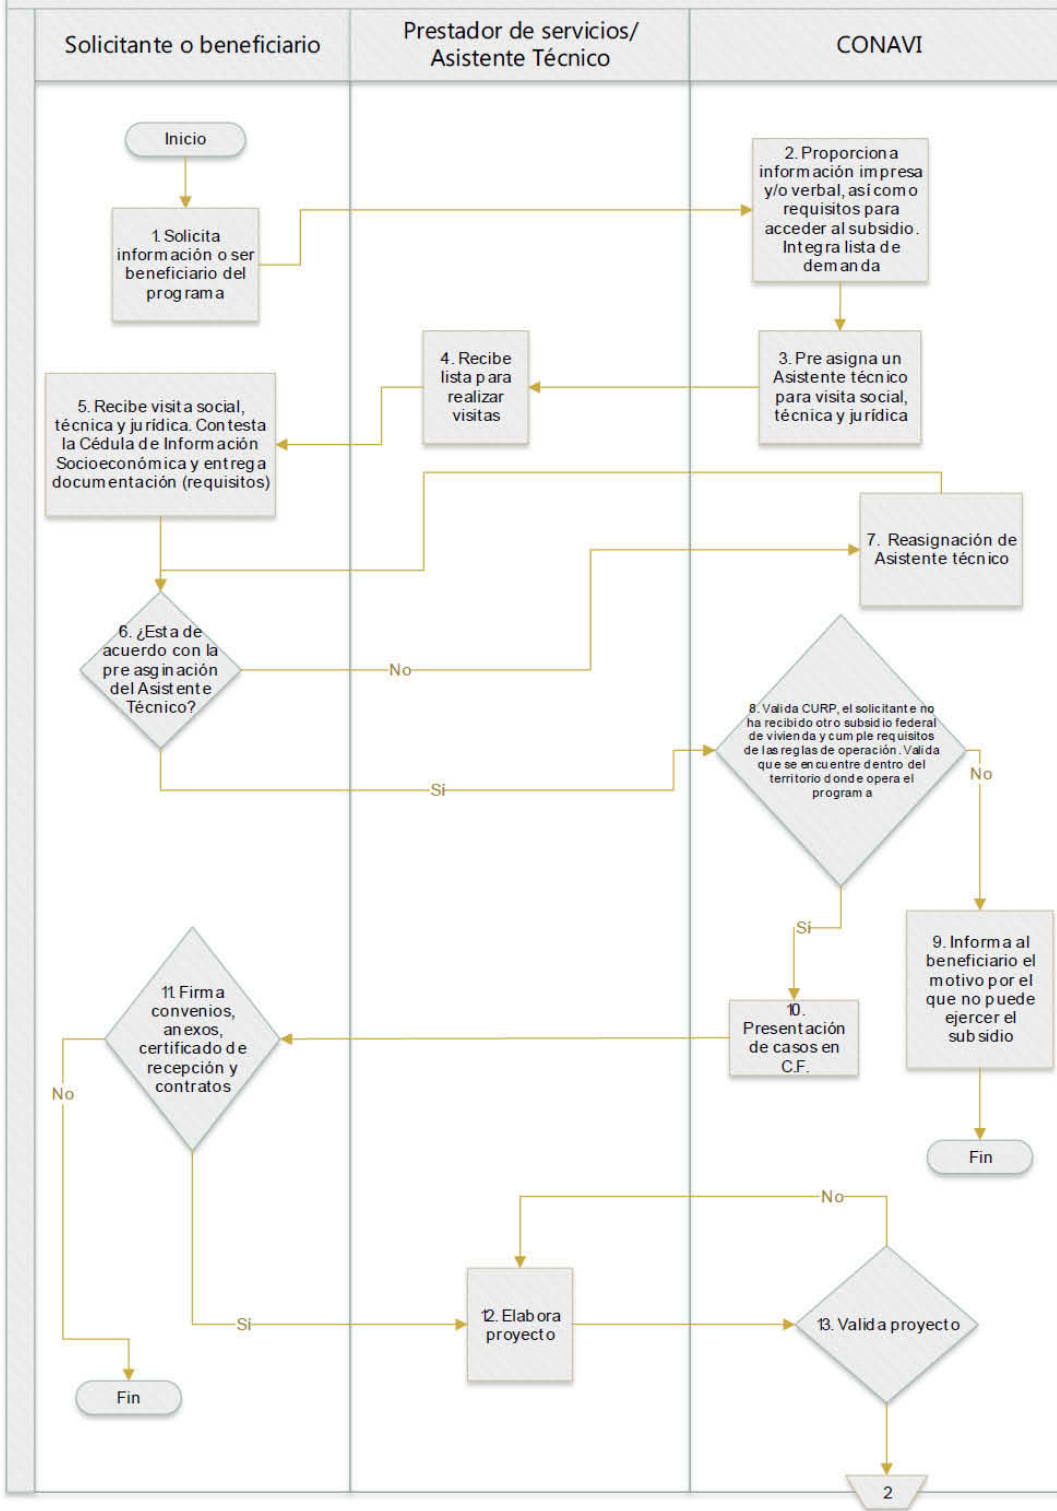 Solicitante o beneficiario
Prestador de servicios/
Asistente Técnico
CONAVI
Inicio
1. Solicita
información o ser
beneficiario del
programa
2. Proporciona
información impresa
y/o verbal, así como
requisitos para
acceder al subsidio.
Integra lista de
demanda
3. Pre asigna un
Asistente técnico
para visita social,
técnica y jurídica
4. Recibe
lista para
realizar
visitas
5. Recibe visita social,
técnica y jurídica. Contesta
la Cédula de Información
Socioeconómica y entrega
documentación (requisitos)
7. Reasignación de
Asistente técnico
6. ¿Esta de
acuerdo con la
pre asginación
del Asistente
Técnico?
No
Sí
8. Valida CURP, el solicitante no
ha recibido otro subsidio federal
de vivienda y cumple requisitos
de las reglas de operación. Valida
que se encuentre dentro del
territorio donde opera el
programa
No
Sí
9. Informa al
beneficiario el
motivo por el
que no puede
ejercer el
subsidio
Fin
10.
Presentación
de casos en
C.F.
11. Firma
convenios,
anexos,
certificado de
recepción y
contratos
No
Sí
Fin
12. Elabora
proyecto
No
13. Valida proyecto
2